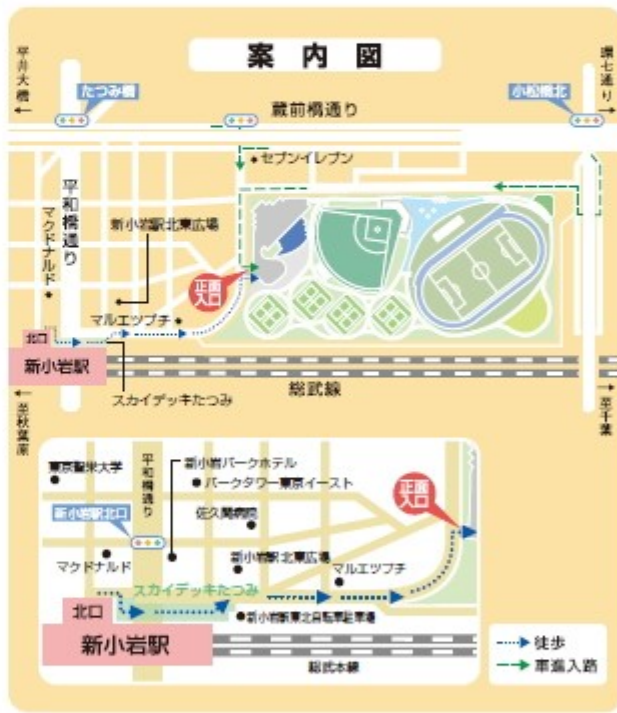 案内図
平井大橋
たつみ橋
蔵前橋通り
小松橋北
環七通り
セブンイレブン
平和橋通り
マクドナルド
新小岩駅北東広場
正面
入口
マルエツプチ
北口
新小岩駅
スカイデッキたつみ
総武線
至秋葉原
至千葉
東京聖栄大学
平和橋通り
新小岩パークホテル
パークタワー東京イースト
新小岩駅北口
佐久間病院
正面
入口
マクドナルド
新小岩駅北東広場
マルエツプチ
スカイデッキたつみ
北口
新小岩駅東北自転車駐車場
新小岩駅
総武本線
徒歩
車進入路